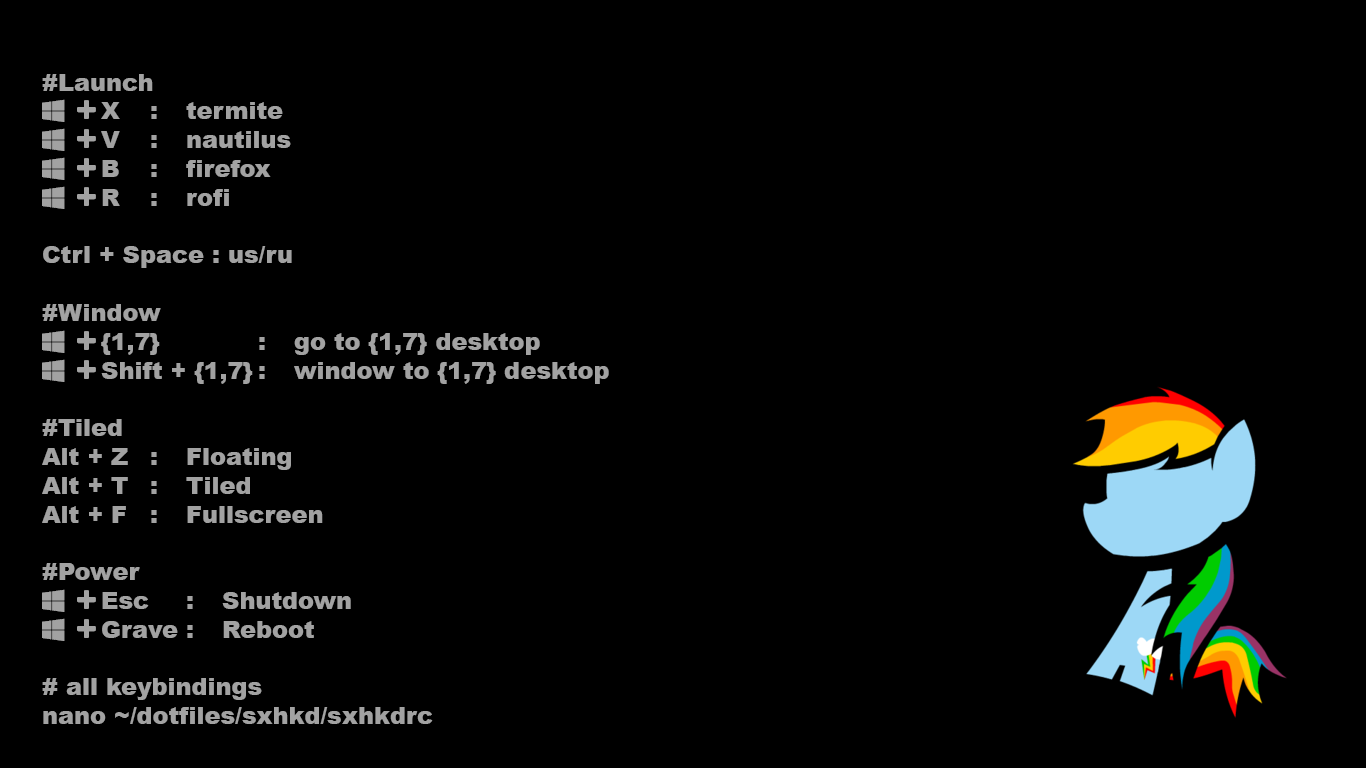 #Launch
+X : termite
+V : nautilus
+B : firefox
+R : rofi
Ctrl + Space : us/ru
#Window
+{1,7} : go to {1,7} desktop
+Shift + {1,7} : window to {1,7} desktop
#Tiled
Alt + Z : Floating
Alt + T : Tiled
Alt + F : Fullscreen
#Power
+Esc : Shutdown
+Grave : Reboot
# all keybindings
nano ~/dotfiles/sxhkd/sxhkdrc